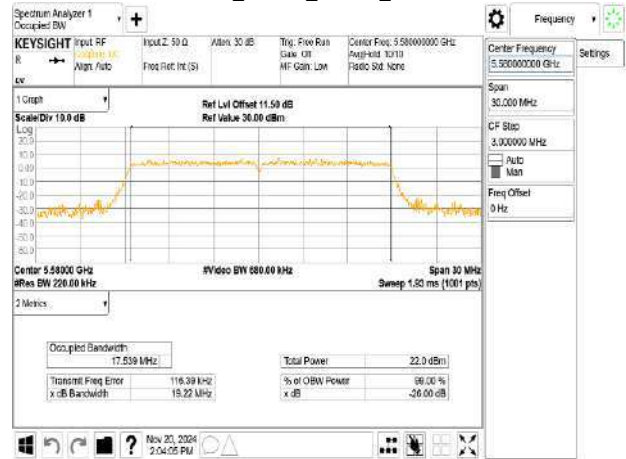 Spectrum Analyzer 1
Occupied BW
Frequency
KEYSIGHT Input: RF
R
Align: Auto
LV
Input Z: 50 Ω
Freq Ref: Int (S)
Atten: 30 dB
Trig: Free Run
Gate: Off
#IF Gain: Low
Center Freq: 5.580000000 GHz
Avg|Hold: 10/10
Radio Std: None
Center Frequency
5.580000000 GHz
Settings
Span
30.000 MHz
CF Step
3.000000 MHz
Auto
Man
Freq Offset
0 Hz
1 Graph
Scale/Div 10.0 dB
Ref Lvl Offset 11.50 dB
Ref Value 30.00 dBm
Log
20.0
10.0
0.00
-10.0
-20.0
-30.0
-40.0
-50.0
-60.0
Center 5.58000 GHz
#Res BW 220.00 kHz
#Video BW 680.00 kHz
Span 30 MHz
Sweep 1.93 ms (1001 pts)
2 Metrics
Occupied Bandwidth
17.539 MHz
Total Power 22.0 dBm
Transmit Freq Error 116.39 kHz
% of OBW Power 99.00 %
x dB Bandwidth 19.22 MHz
x dB -26.00 dB
?
Nov 20, 2024
2:04:05 PM